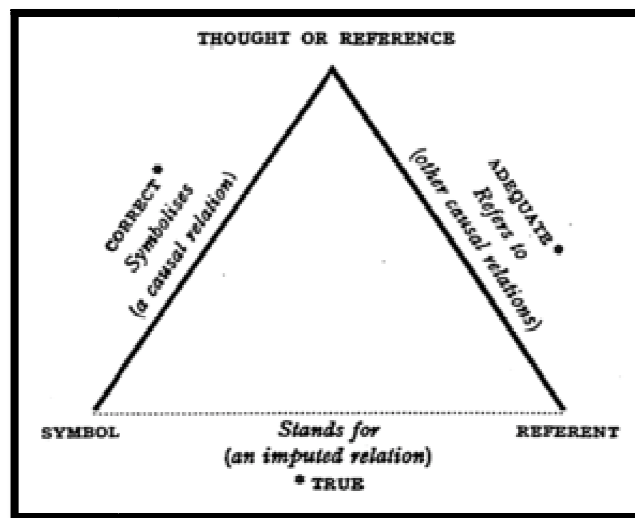 THOUGHT OR REFERENCE
CORRECT *
Symbolises
(a causal relation)
ADEQUATE *
Refers to
(other causal relations)
SYMBOL
Stands for
(an imputed relation)
* TRUE
REFERENT